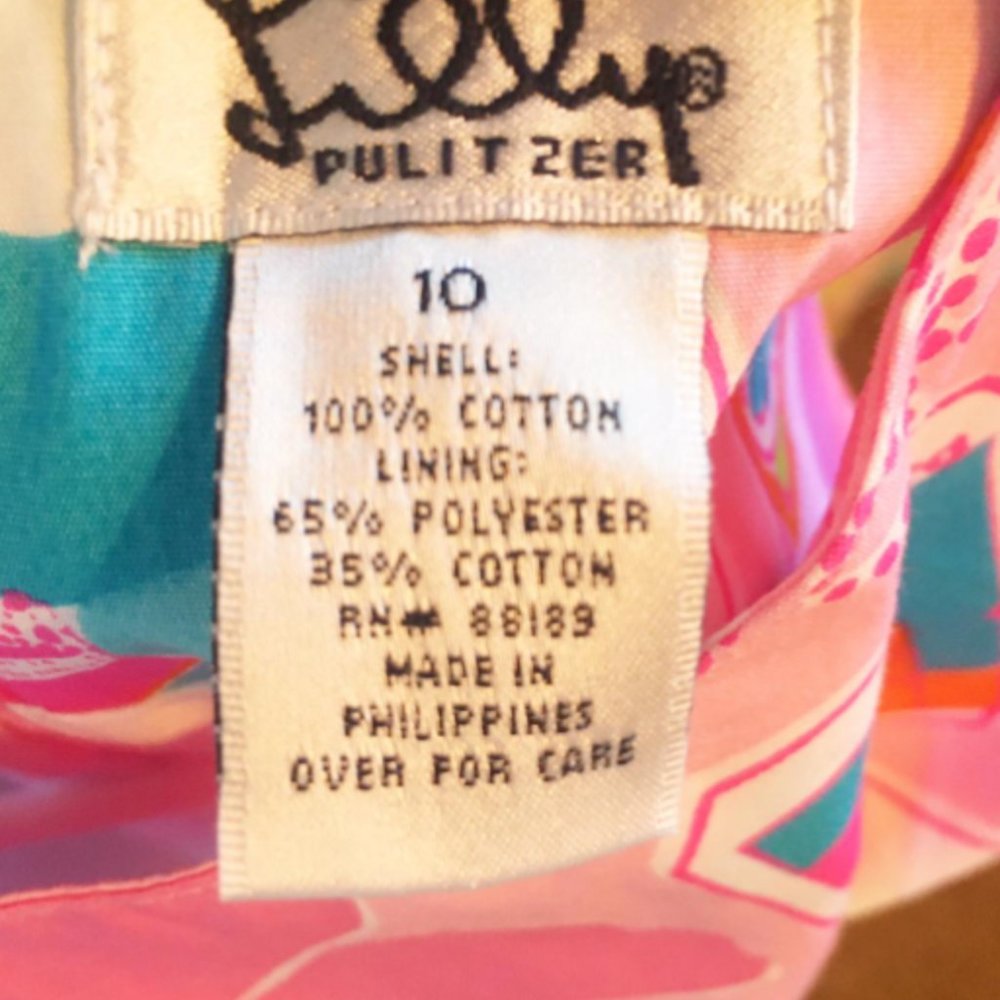 Lilly®
PULITZER
10
SHELL:
100% COTTON
LINING:
65% POLYESTER
35% COTTON
RN# 88189
MADE IN
PHILIPPINES
OVER FOR CARE